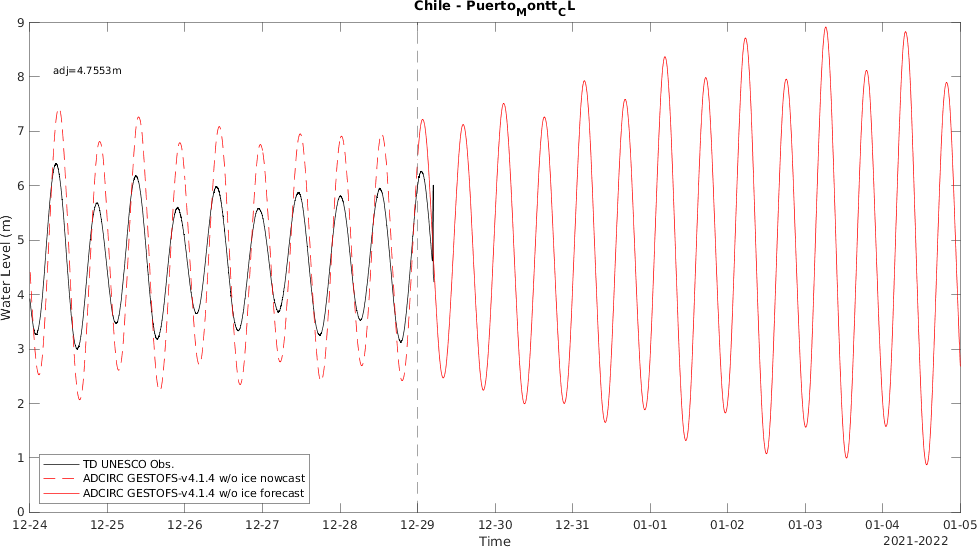 Chile - Puerto_Montt_CL
9
8
adj=4.7553m
7
6
5
4
3
2
1
0
Water Level (m)
TD UNESCO Obs.
ADCIRC GESTOFS-v4.1.4 w/o ice nowcast
ADCIRC GESTOFS-v4.1.4 w/o ice forecast
12-24 12-25 12-26 12-27 12-28 12-29 12-30 12-31 01-01 01-02 01-03 01-04 01-05
Time
2021-2022